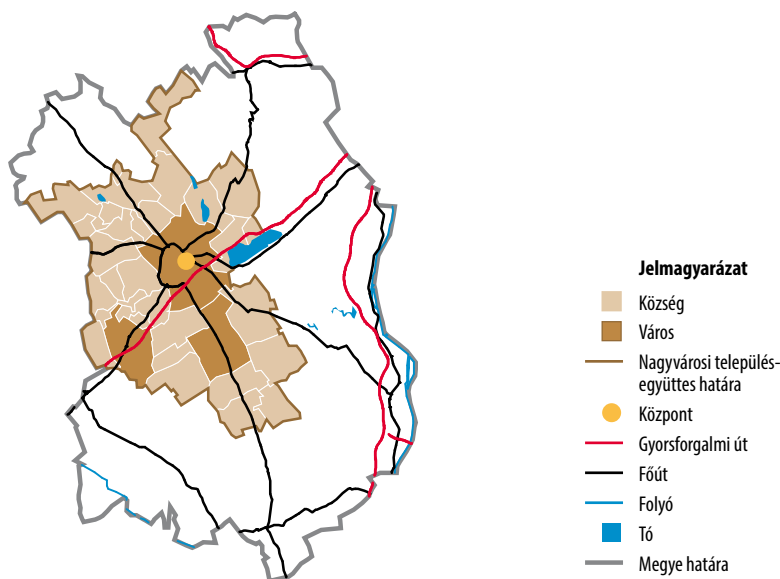 Jelmagyarázat
Község
Város
Nagyvárosi település-
együttes határa
Központ
Gyorsforgalmi út
Főút
Folyó
Tó
Megye határa